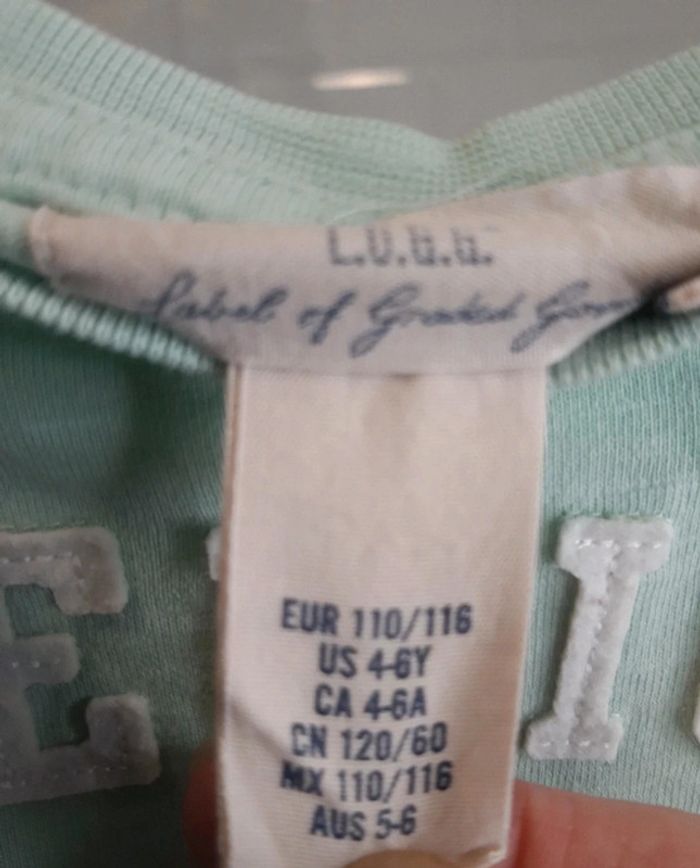 L.O.G.G.
Label of Graded Goods
EUR 110/116
US 4-6Y
CA 4-6A
CN 120/60
MX 110/116
AUS 5-6
E I